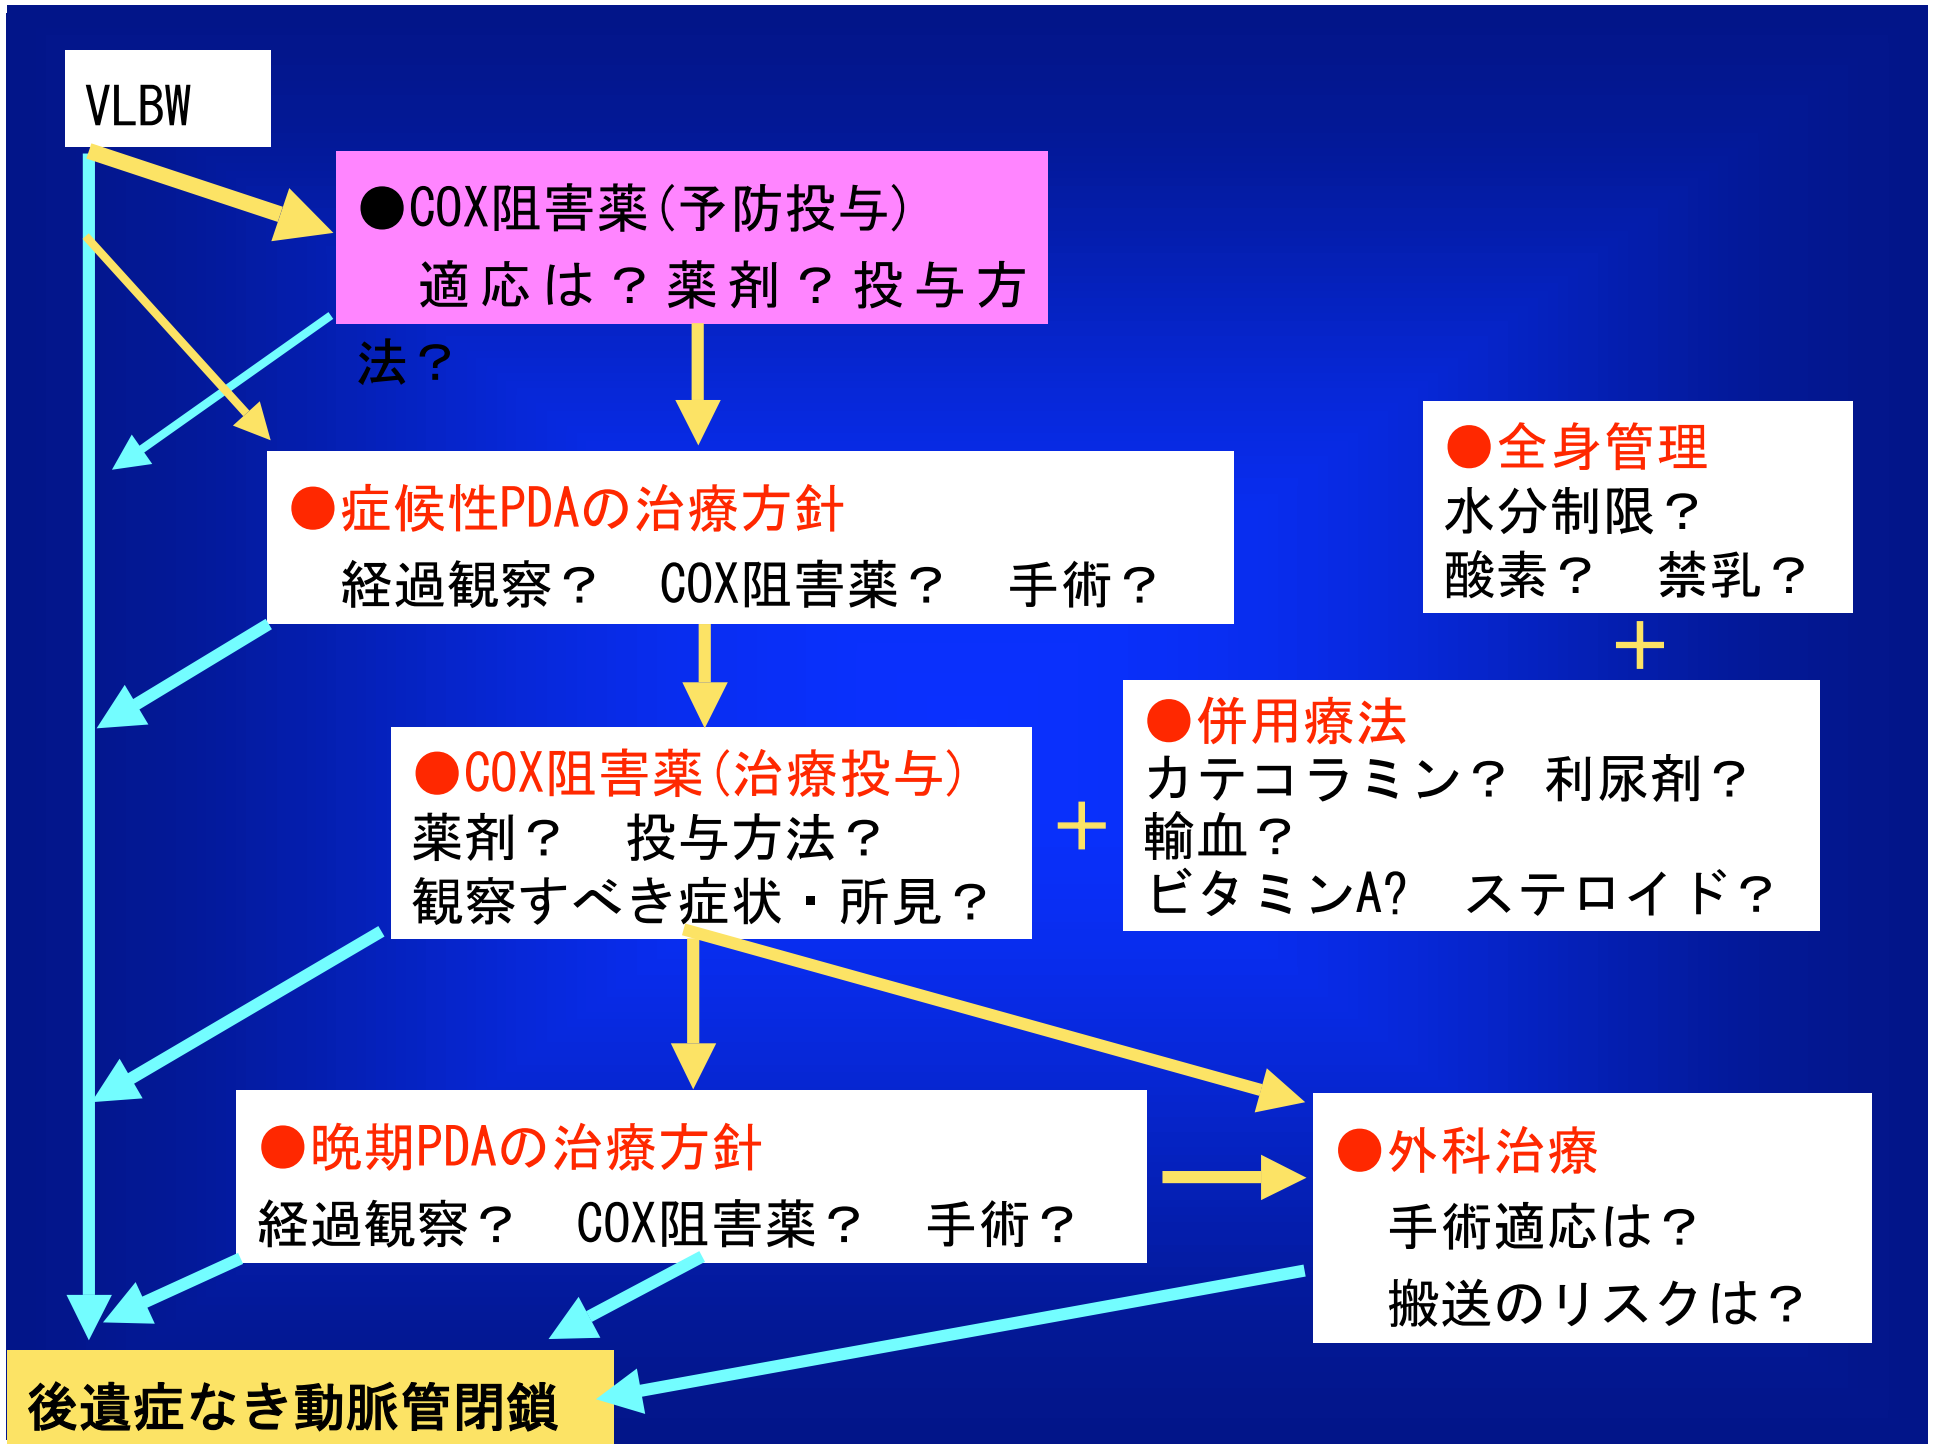 VLBW
●COX阻害薬(予防投与)
適応は？薬剤？投与方
法？
●症候性PDAの治療方針
経過観察？　COX阻害薬？　手術？
●全身管理
水分制限？
酸素？　禁乳？
＋
●COX阻害薬(治療投与)
薬剤？　投与方法？
観察すべき症状・所見？
＋
●併用療法
カテコラミン？ 利尿剤？
輸血？
ビタミンA?　ステロイド？
●晩期PDAの治療方針
経過観察？　COX阻害薬？　手術？
●外科治療
手術適応は？
搬送のリスクは？
後遺症なき動脈管閉鎖